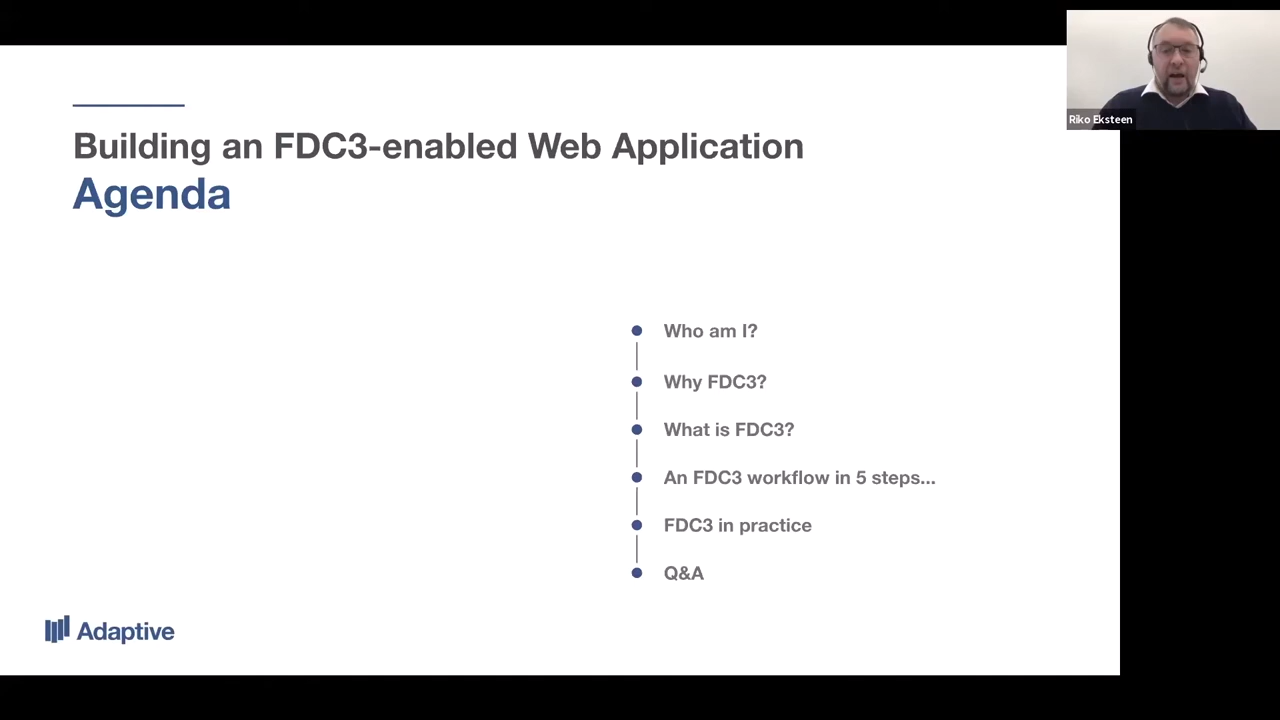 Riko Eksteen
Building an FDC3-enabled Web Application
Agenda
Who am I?
Why FDC3?
What is FDC3?
An FDC3 workflow in 5 steps...
FDC3 in practice
Q&A
Adaptive